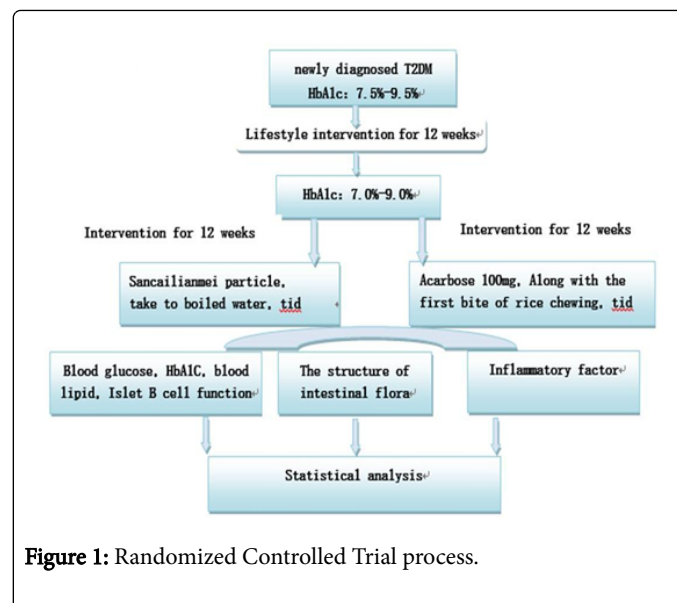 newly diagnosed T2DM
HbA1c: 7.5%-9.5%↵
Lifestyle intervention for 12 weeks↵
HbA1c: 7.0%-9.0%↵
Intervention for 12 weeks
Intervention for 12 weeks
Sancailianmei particle,
take to boiled water, tid
Acarbose 100mg, Along with the
first bite of rice chewing, tid
Blood glucose, HbA1C, blood
lipid, Islet B cell function↵
The structure of
intestinal flora↵
Inflammatory factor↵
Statistical analysis↵
Figure 1: Randomized Controlled Trial process.